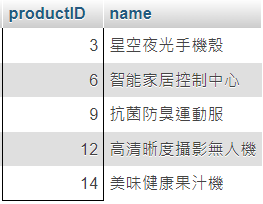 productID name
3 星空夜光手機殼
6 智能家居控制中心
9 抗菌防臭運動服
12 高清晰度攝影無人機
14 美味健康果汁機